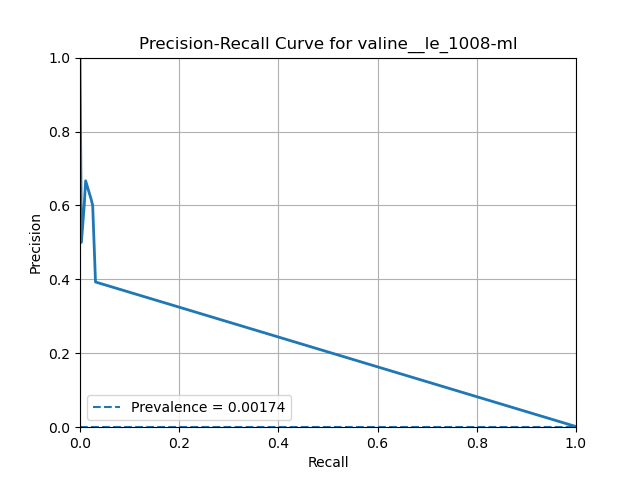 Precision-Recall Curve for valine__le_1008-ml
1.0
0.8
0.6
0.4
0.2
0.0
Precision
Prevalence = 0.00174
0.0 0.2 0.4 0.6 0.8 1.0
Recall